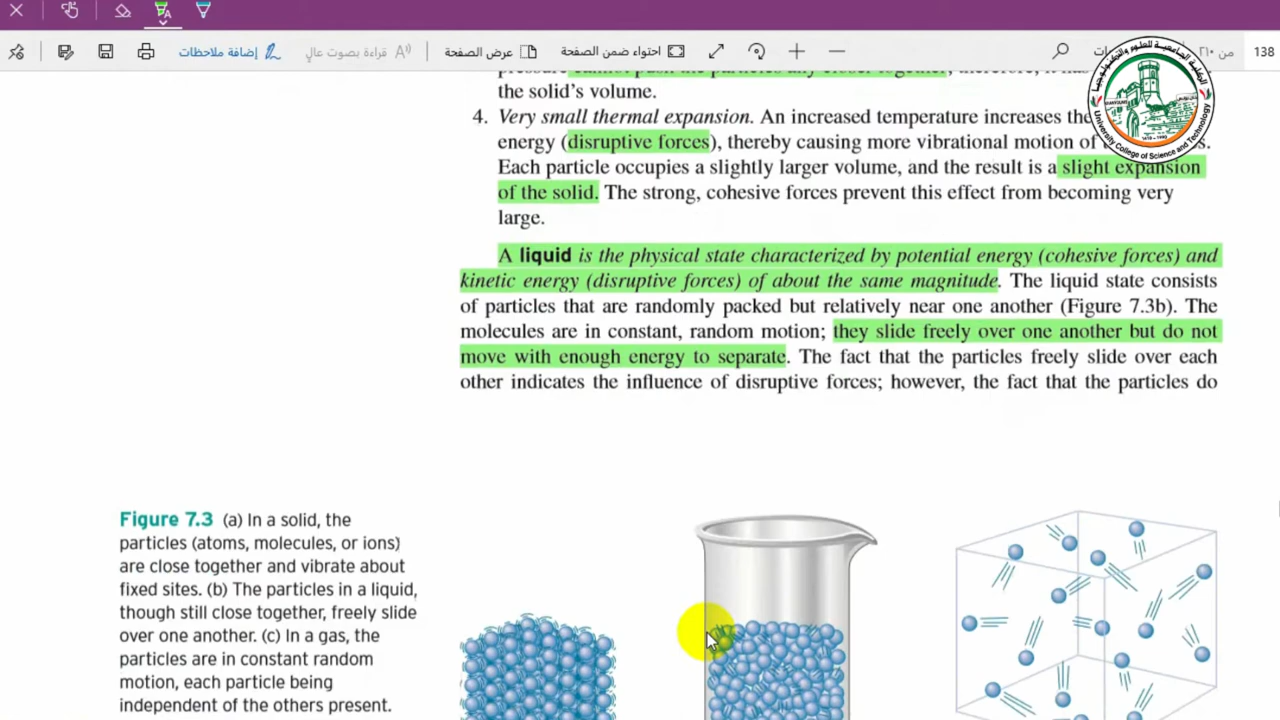 إضافة ملاحظات
قراءة بصوت عالٍ
عرض الصفحة
احتواء ضمن الصفحة
من
138
University College of Science and Technology
the solid's volume.
4. Very small thermal expansion. An increased temperature increases the
energy (disruptive forces), thereby causing more vibrational motion of
Each particle occupies a slightly larger volume, and the result is a slight expansion
of the solid. The strong, cohesive forces prevent this effect from becoming very
large.
A liquid is the physical state characterized by potential energy (cohesive forces) and
kinetic energy (disruptive forces) of about the same magnitude. The liquid state consists
of particles that are randomly packed but relatively near one another (Figure 7.3b). The
molecules are in constant, random motion; they slide freely over one another but do not
move with enough energy to separate. The fact that the particles freely slide over each
other indicates the influence of disruptive forces; however, the fact that the particles do
Figure 7.3 (a) In a solid, the
particles (atoms, molecules, or ions)
are close together and vibrate about
fixed sites. (b) The particles in a liquid,
though still close together, freely slide
over one another. (c) In a gas, the
particles are in constant random
motion, each particle being
independent of the others present.